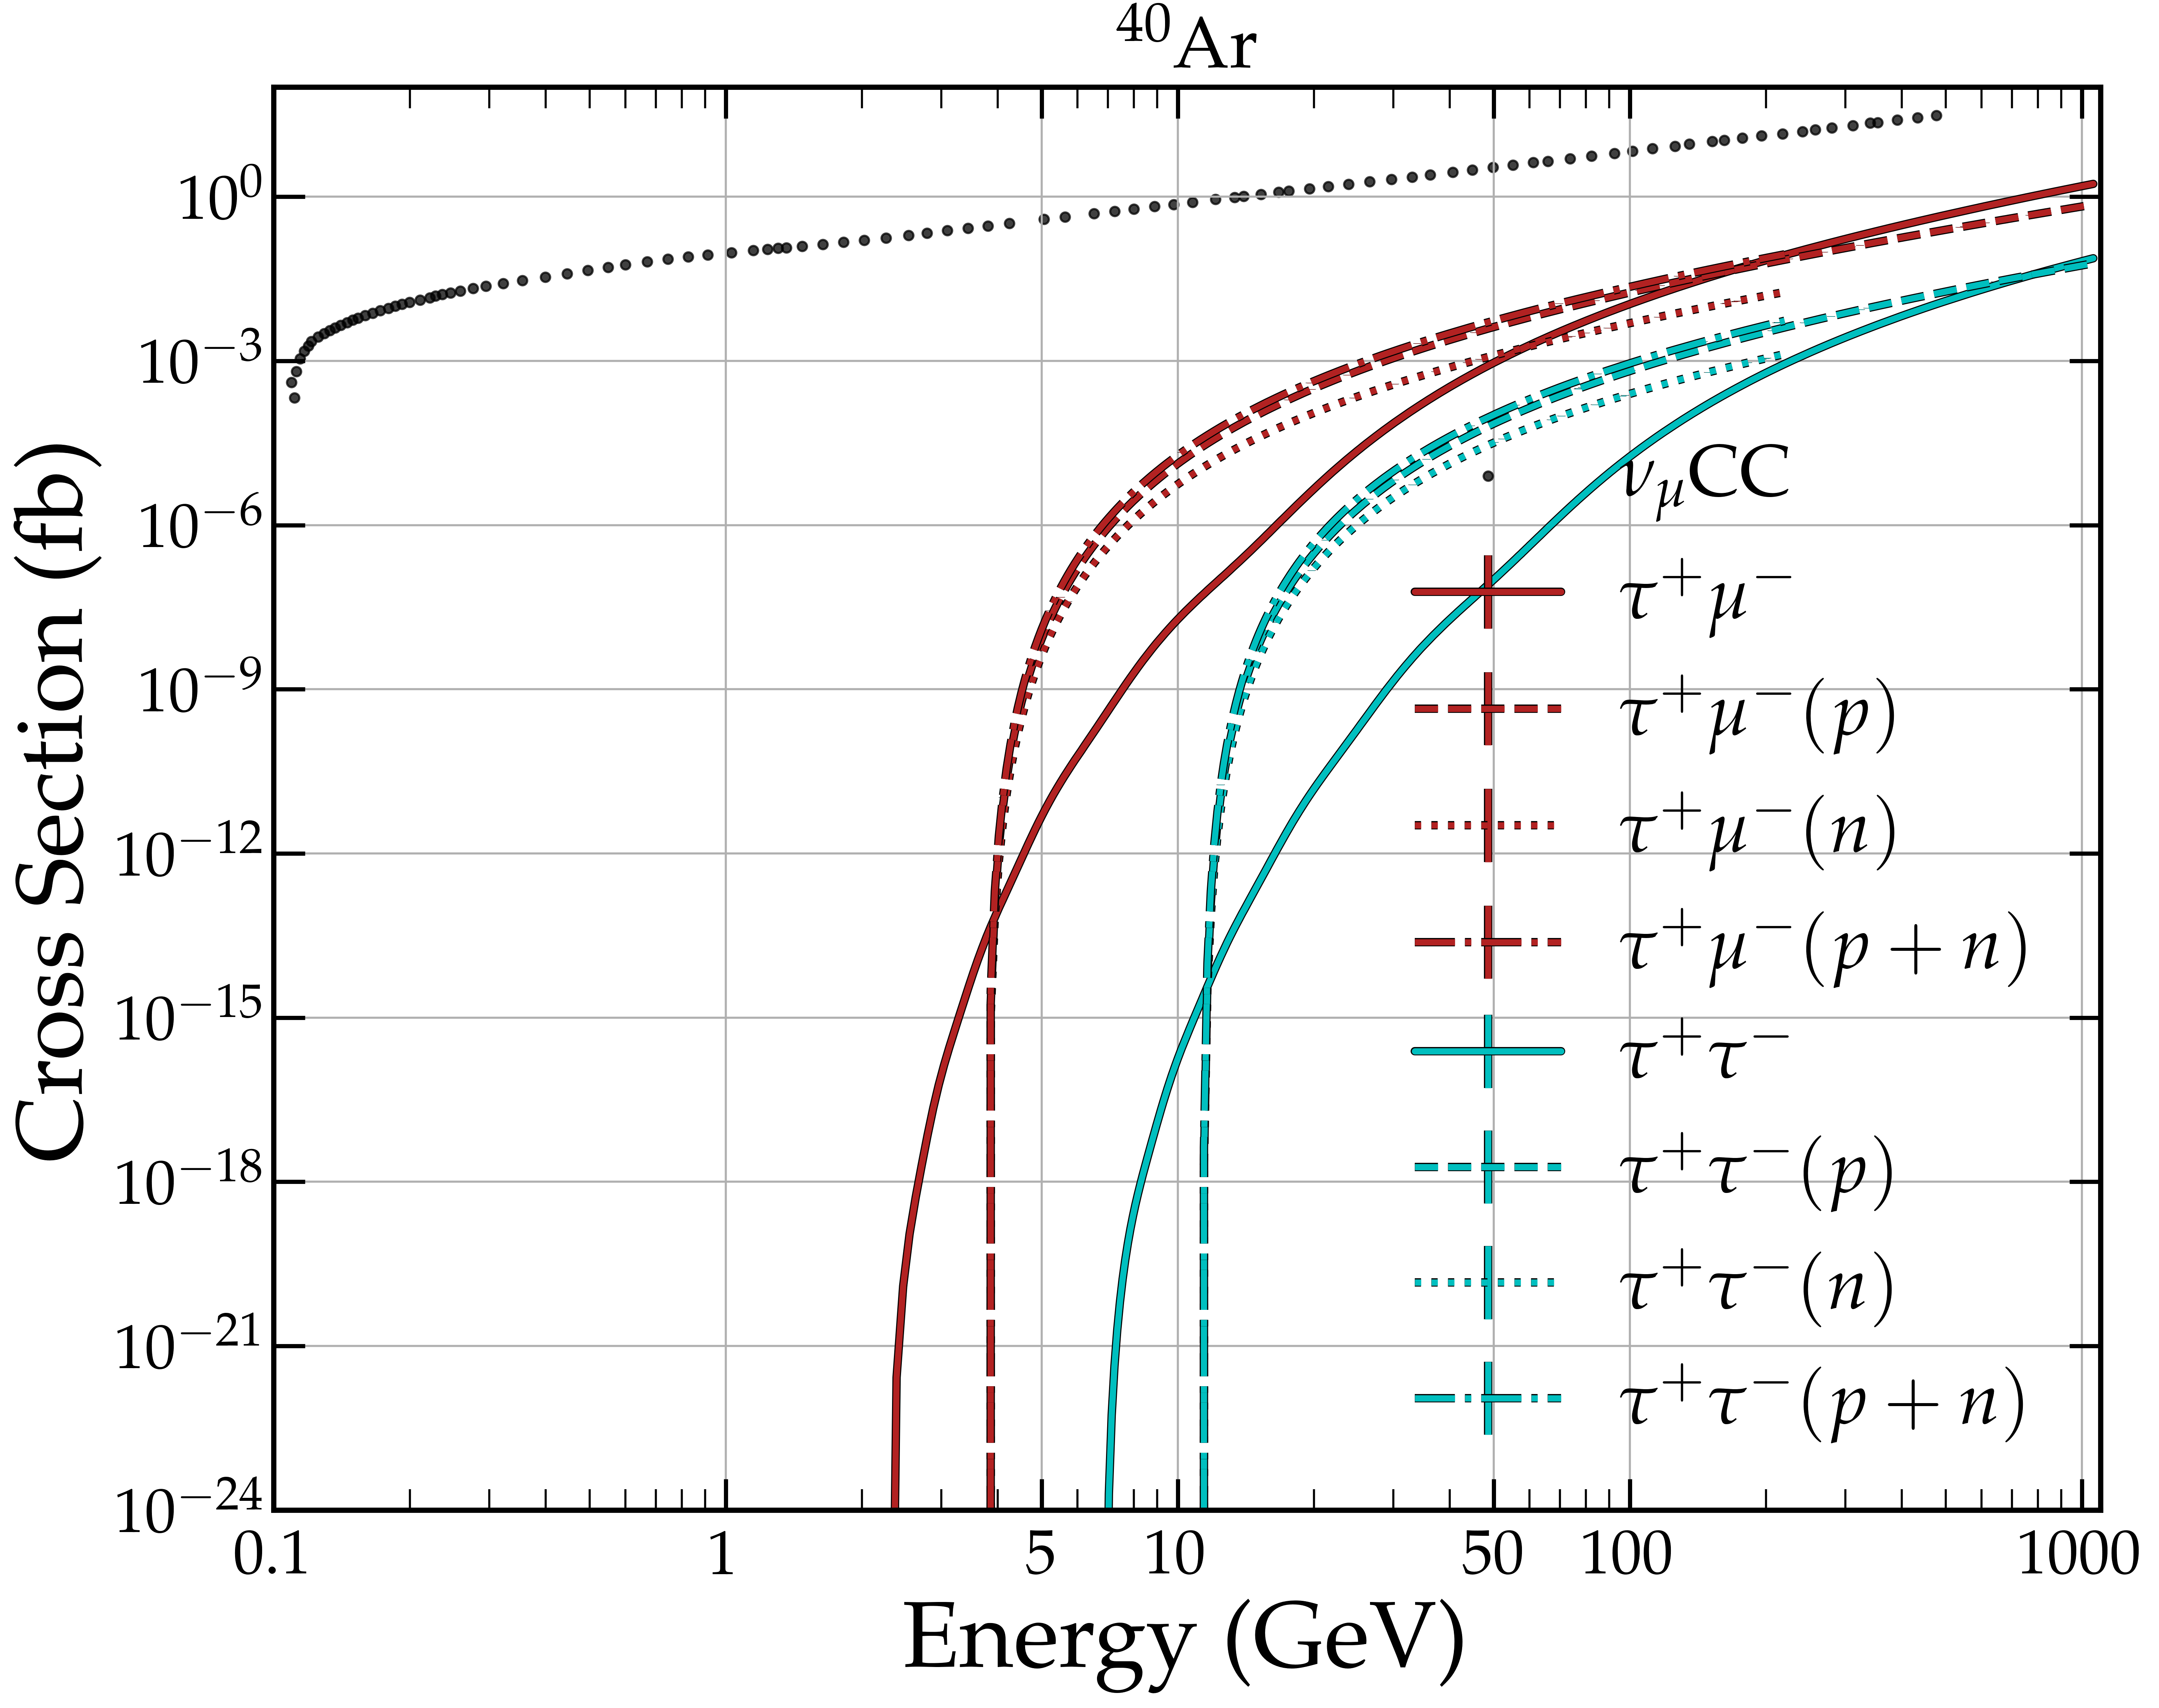 ⁴⁰Ar
Cross Section (fb)
10⁰
10⁻³
10⁻⁶
10⁻⁹
10⁻¹²
10⁻¹⁵
10⁻¹⁸
10⁻²¹
10⁻²⁴
ν_μCC
τ⁺μ⁻
τ⁺μ⁻(p)
τ⁺μ⁻(n)
τ⁺μ⁻(p + n)
τ⁺τ⁻
τ⁺τ⁻(p)
τ⁺τ⁻(n)
τ⁺τ⁻(p + n)
0.1 1 5 10 50 100 1000
Energy (GeV)